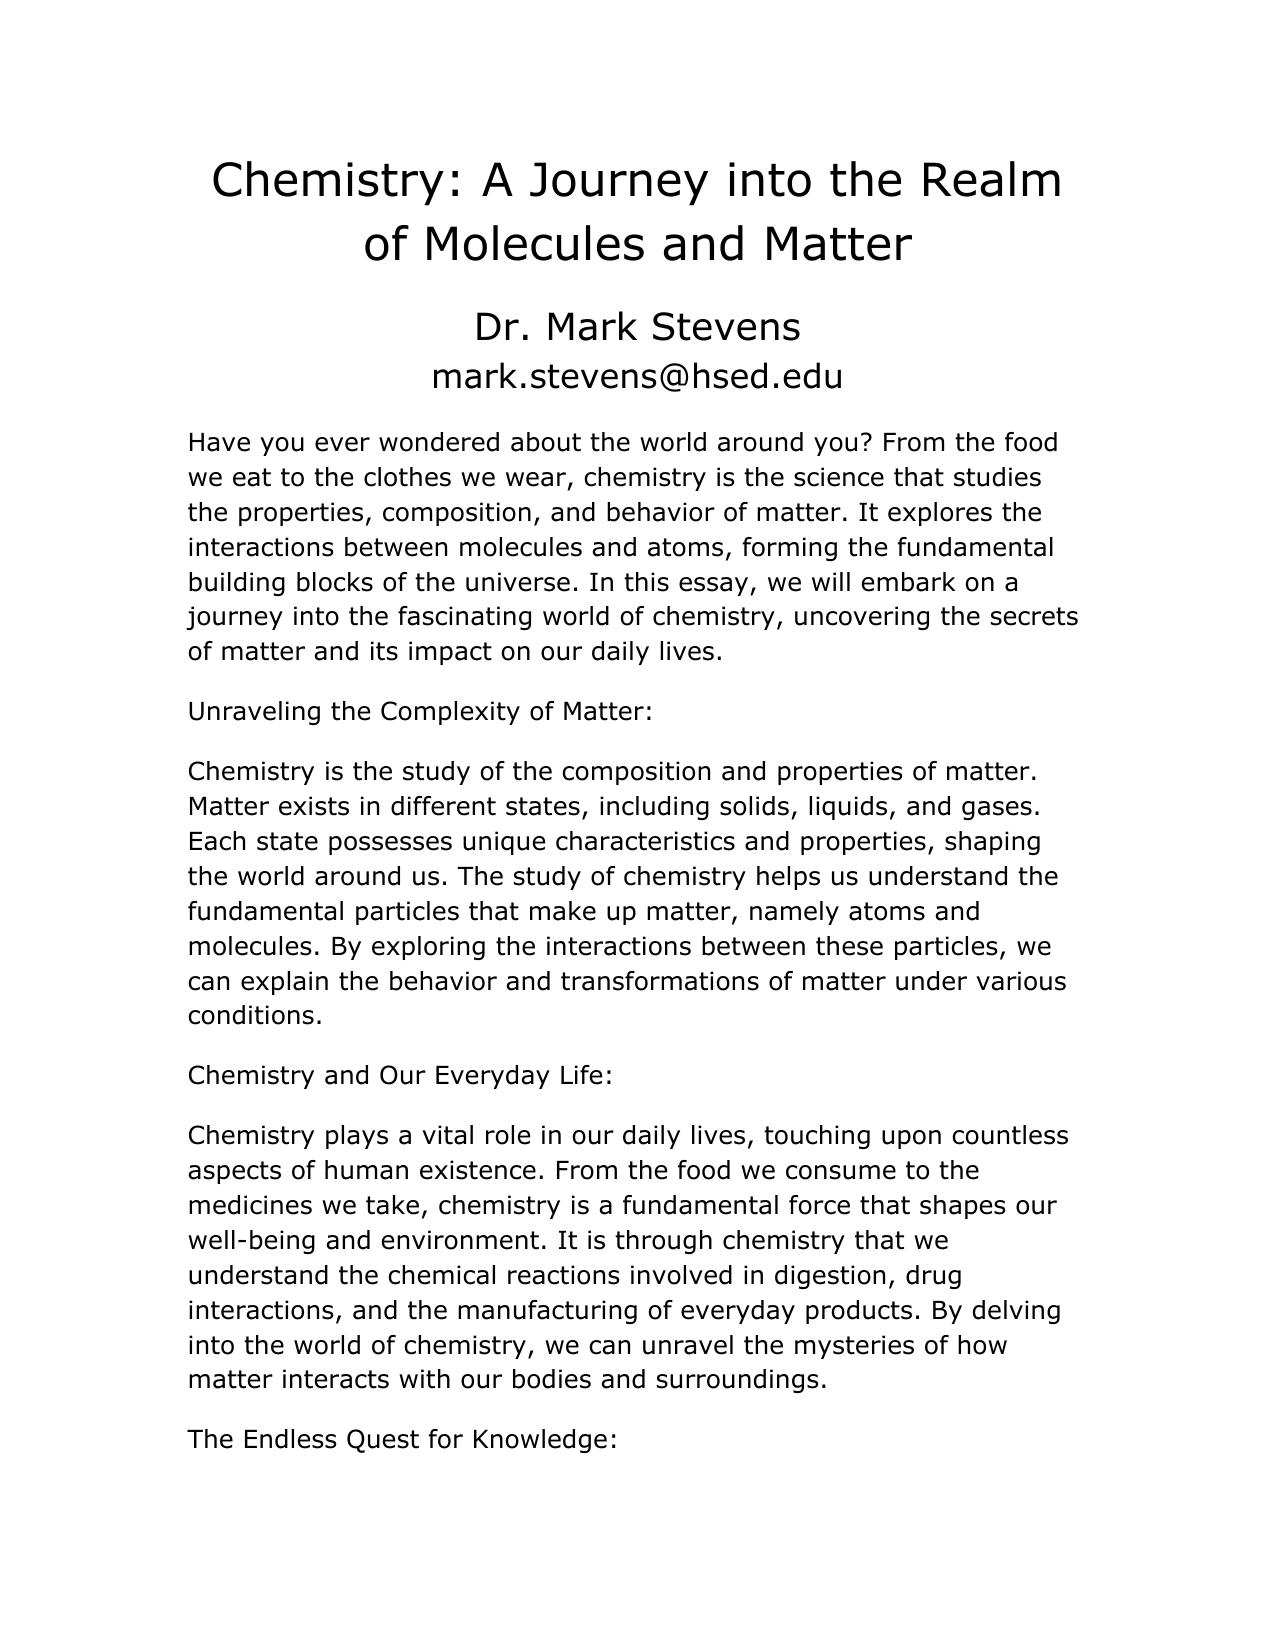 Chemistry: A Journey into the Realm
of Molecules and Matter
Dr. Mark Stevens
mark.stevens@hsed.edu
Have you ever wondered about the world around you? From the food
we eat to the clothes we wear, chemistry is the science that studies
the properties, composition, and behavior of matter. It explores the
interactions between molecules and atoms, forming the fundamental
building blocks of the universe. In this essay, we will embark on a
journey into the fascinating world of chemistry, uncovering the secrets
of matter and its impact on our daily lives.
Unraveling the Complexity of Matter:
Chemistry is the study of the composition and properties of matter.
Matter exists in different states, including solids, liquids, and gases.
Each state possesses unique characteristics and properties, shaping
the world around us. The study of chemistry helps us understand the
fundamental particles that make up matter, namely atoms and
molecules. By exploring the interactions between these particles, we
can explain the behavior and transformations of matter under various
conditions.
Chemistry and Our Everyday Life:
Chemistry plays a vital role in our daily lives, touching upon countless
aspects of human existence. From the food we consume to the
medicines we take, chemistry is a fundamental force that shapes our
well-being and environment. It is through chemistry that we
understand the chemical reactions involved in digestion, drug
interactions, and the manufacturing of everyday products. By delving
into the world of chemistry, we can unravel the mysteries of how
matter interacts with our bodies and surroundings.
The Endless Quest for Knowledge: